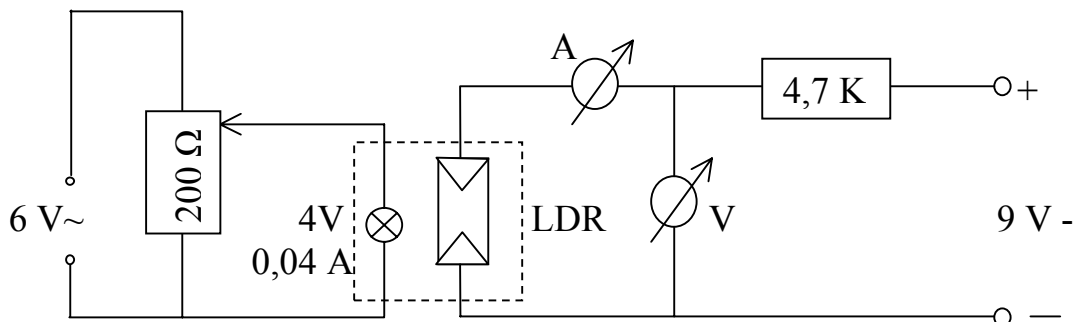 A
4,7 K
+
200 Ω
6 V~
4V
0,04 A
LDR
V
9 V -
—